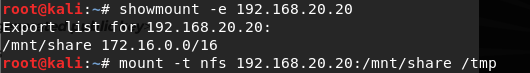 root@kali:~# showmount -e 192.168.20.20
Export list for 192.168.20.20:
/mnt/share 172.16.0.0/16
root@kali:~# mount -t nfs 192.168.20.20:/mnt/share /tmp